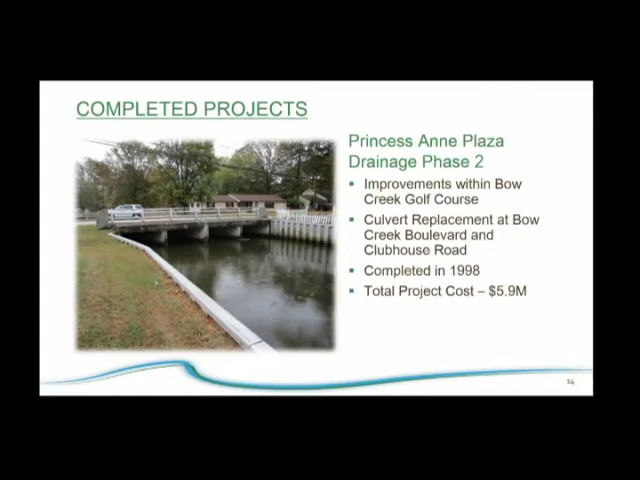 COMPLETED PROJECTS
Princess Anne Plaza
Drainage Phase 2
▪ Improvements within Bow
Creek Golf Course
▪ Culvert Replacement at Bow
Creek Boulevard and
Clubhouse Road
▪ Completed in 1998
▪ Total Project Cost – $5.9M